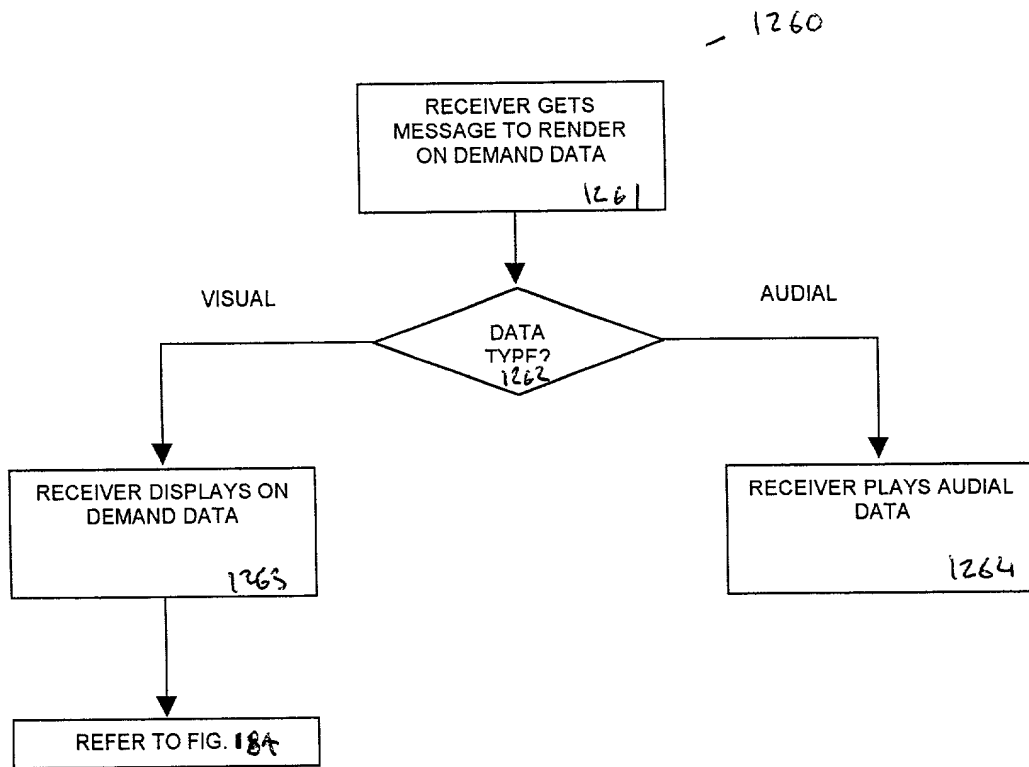 1260
RECEIVER GETS
MESSAGE TO RENDER
ON DEMAND DATA
1261
VISUAL
AUDIAL
DATA
TYPE?
1262
RECEIVER DISPLAYS ON
DEMAND DATA
1263
RECEIVER PLAYS AUDIAL
DATA
1264
REFER TO FIG. 18A